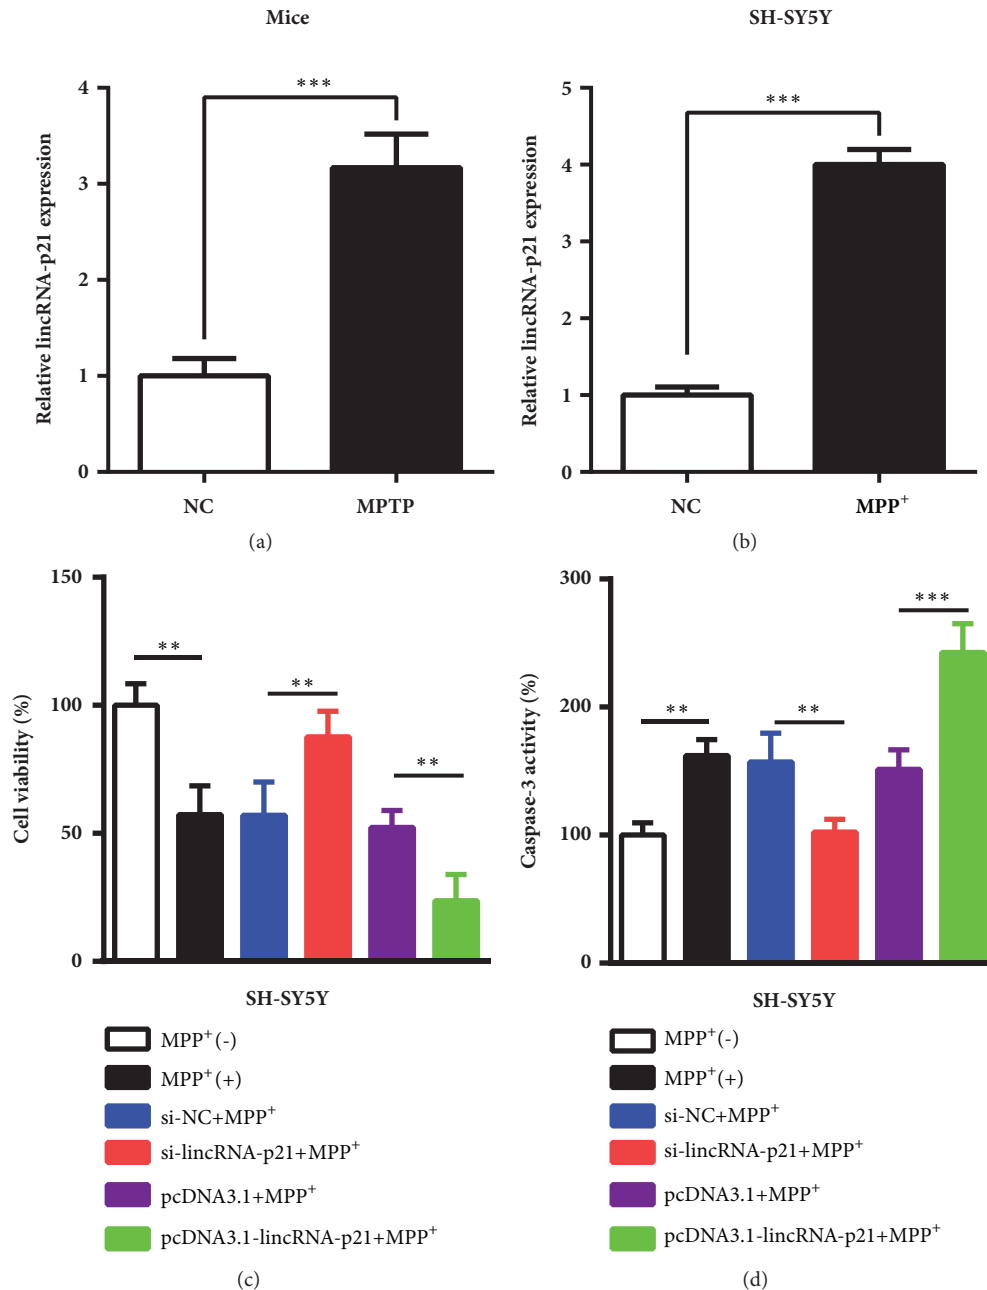 Mice
***
4
3
2
1
0
Relative lincRNA-p21 expression
NC MPTP
(a)
SH-SY5Y
***
5
4
3
2
1
0
Relative lincRNA-p21 expression
NC MPP⁺
(b)
150
100
50
0
Cell viability (%)
** ** **
SH-SY5Y
MPP⁺(-)
MPP⁺(+)
si-NC+MPP⁺
si-lincRNA-p21+MPP⁺
pcDNA3.1+MPP⁺
pcDNA3.1-lincRNA-p21+MPP⁺
(c)
300
200
100
0
Caspase-3 activity (%)
** ** ***
SH-SY5Y
MPP⁺(-)
MPP⁺(+)
si-NC+MPP⁺
si-lincRNA-p21+MPP⁺
pcDNA3.1+MPP⁺
pcDNA3.1-lincRNA-p21+MPP⁺
(d)